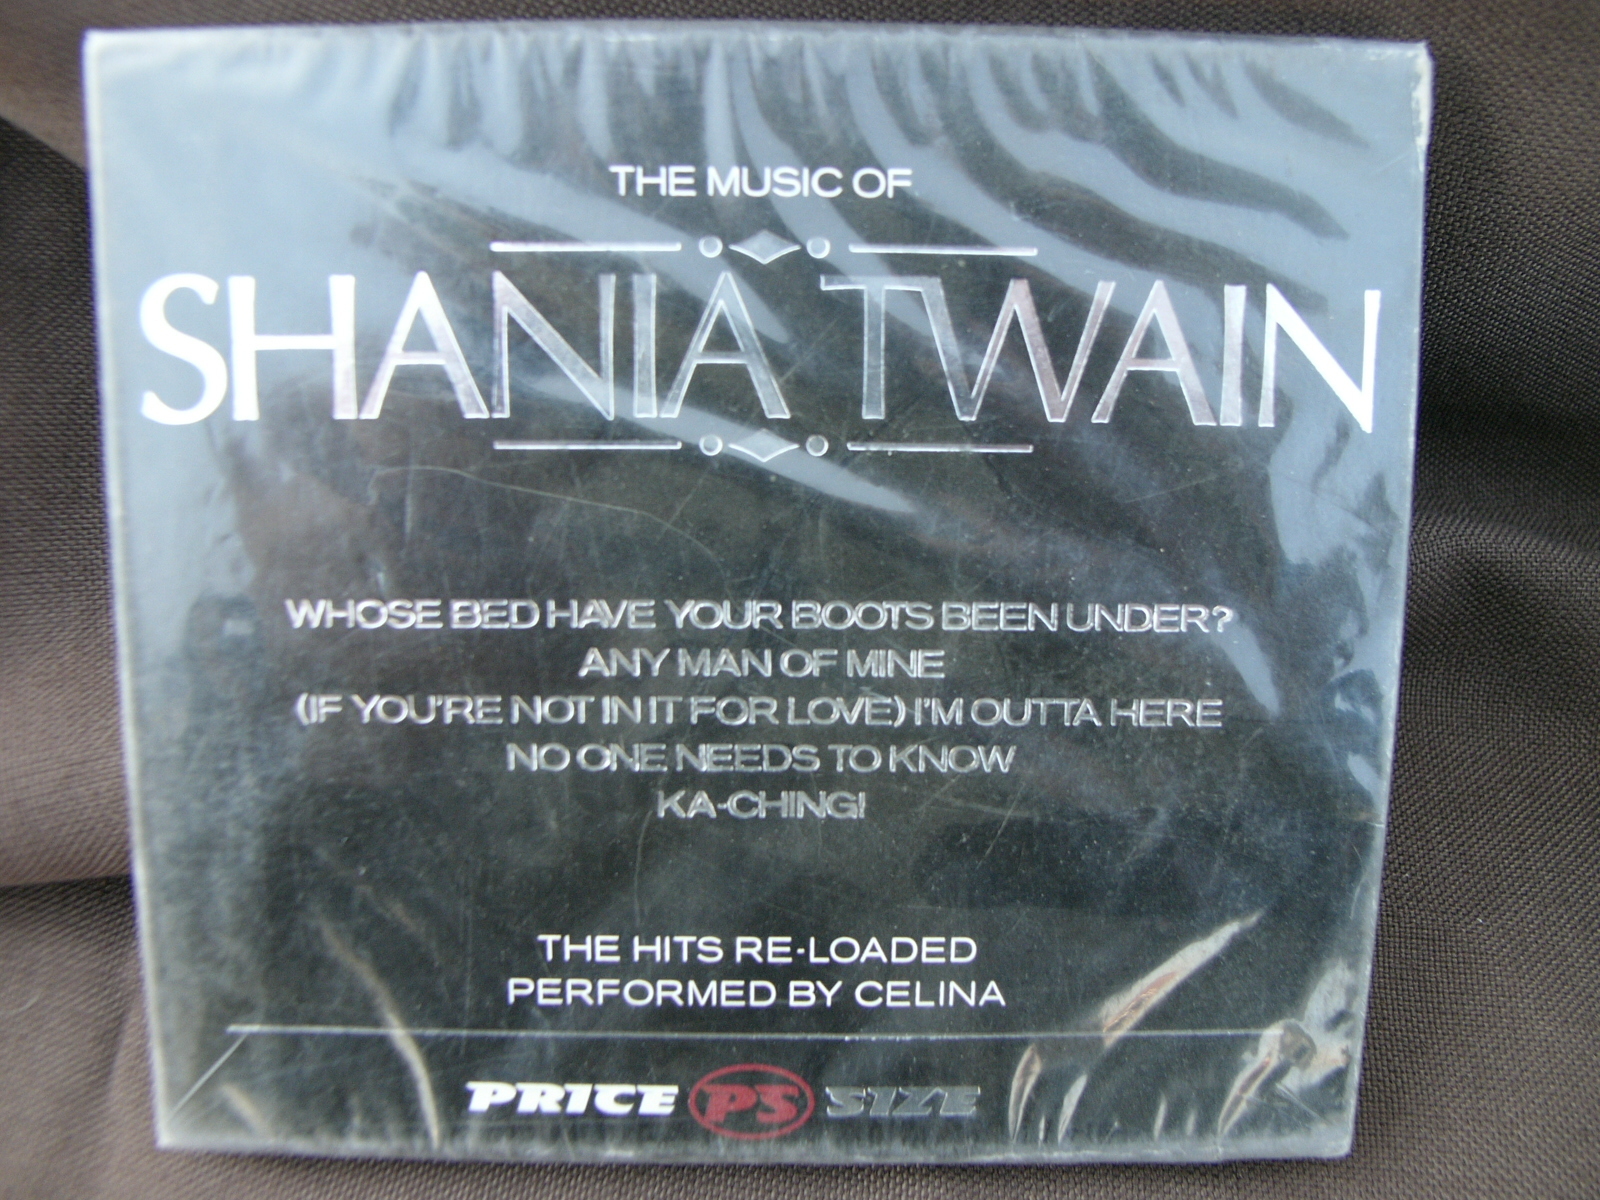 THE MUSIC OF
SHANIA TWAIN
WHOSE BED HAVE YOUR BOOTS BEEN UNDER?
ANY MAN OF MINE
(IF YOU'RE NOT IN IT FOR LOVE) I'M OUTTA HERE
NO ONE NEEDS TO KNOW
KA-CHING!
THE HITS RE-LOADED
PERFORMED BY CELINA
PRICE PS SIZE